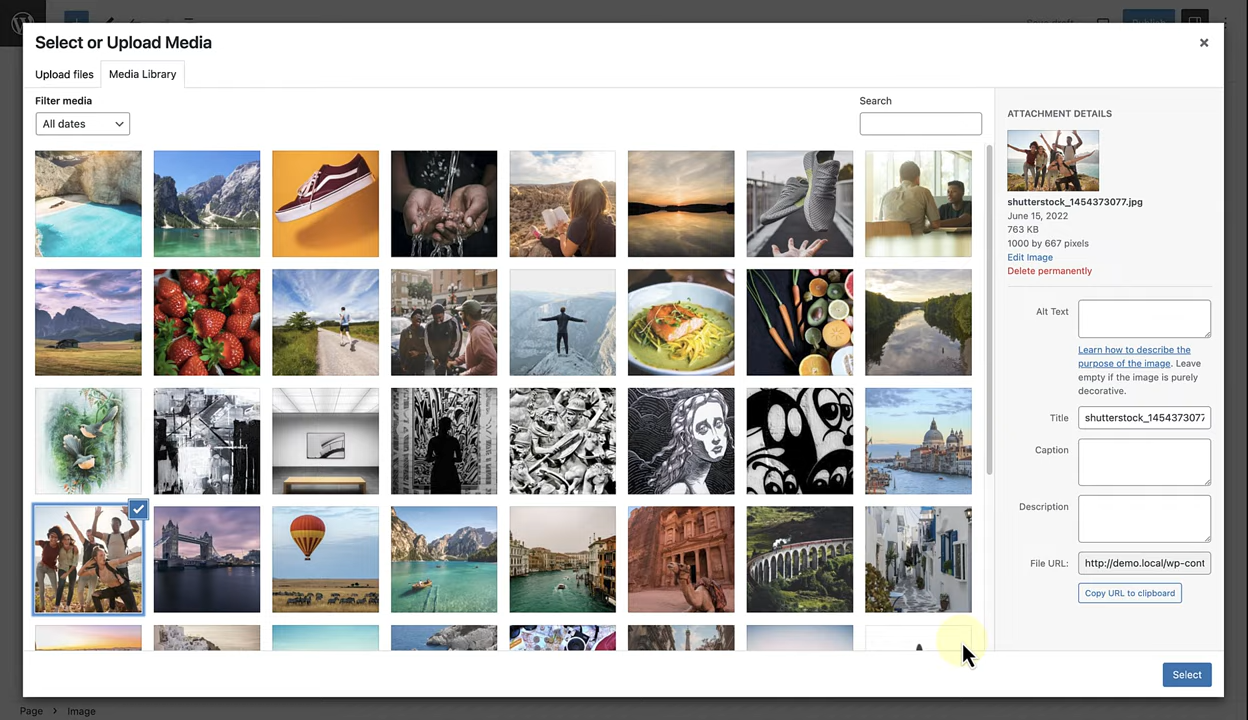 Select or Upload Media
Upload files
Media Library
Filter media
All dates
Search
ATTACHMENT DETAILS
shutterstock_1454373077.jpg
June 15, 2022
763 KB
1000 by 667 pixels
Edit Image
Delete permanently
Alt Text
Learn how to describe the
purpose of the image. Leave
empty if the image is purely
decorative.
Title
shutterstock_1454373077
Caption
Description
File URL:
http://demo.local/wp-cont
Copy URL to clipboard
Select
Page > Image